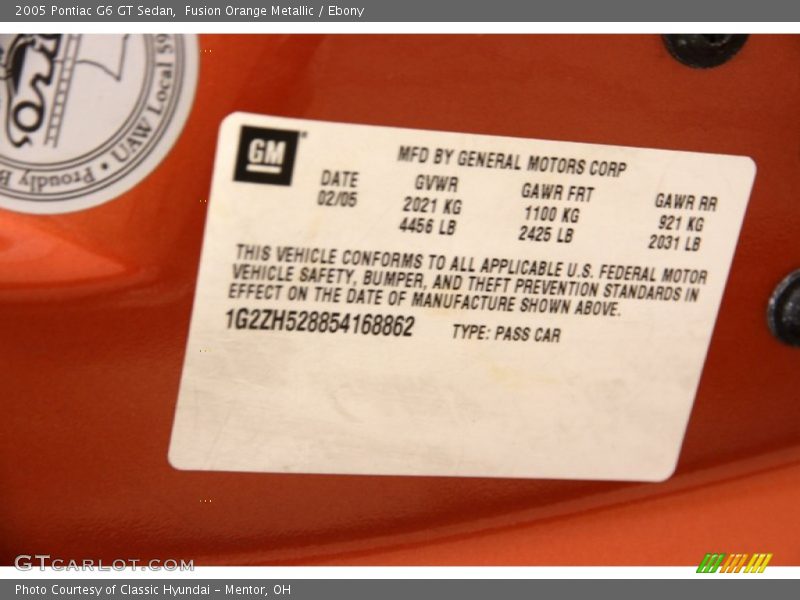 2005 Pontiac G6 GT Sedan, Fusion Orange Metallic / Ebony
UAW Local 59
Proudly B
GM
MFD BY GENERAL MOTORS CORP
DATE GVWR GAWR FRT GAWR RR
02/05 2021 KG 1100 KG 921 KG
4456 LB 2425 LB 2031 LB
THIS VEHICLE CONFORMS TO ALL APPLICABLE U.S. FEDERAL MOTOR
VEHICLE SAFETY, BUMPER, AND THEFT PREVENTION STANDARDS IN
EFFECT ON THE DATE OF MANUFACTURE SHOWN ABOVE.
1G2ZH528854168862 TYPE: PASS CAR
GTCARLOT.COM
Photo Courtesy of Classic Hyundai - Mentor, OH